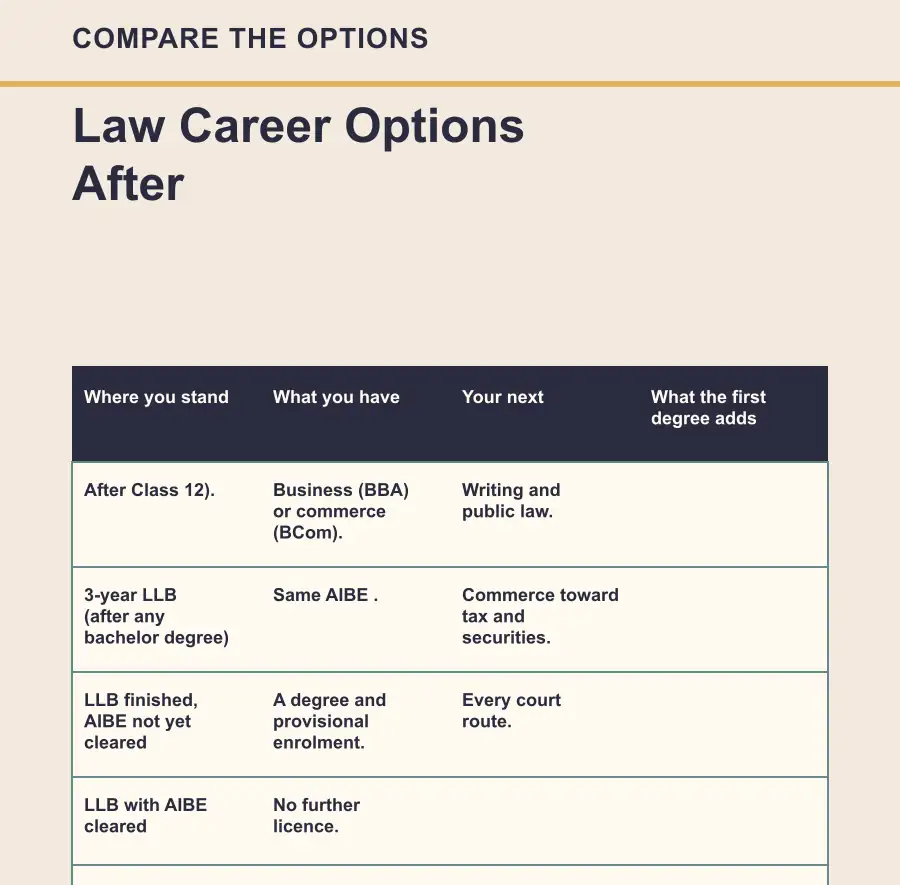 COMPARE THE OPTIONS
Law Career Options
After
Where you stand
What you have
Your next
What the first
degree adds
After Class 12).
Business (BBA)
or commerce
(BCom).
Writing and
public law.
3-year LLB
(after any
bachelor degree)
Same AIBE .
Commerce toward
tax and
securities.
LLB finished,
AIBE not yet
cleared
A degree and
provisional
enrolment.
Every court
route.
LLB with AIBE
cleared
No further
licence.